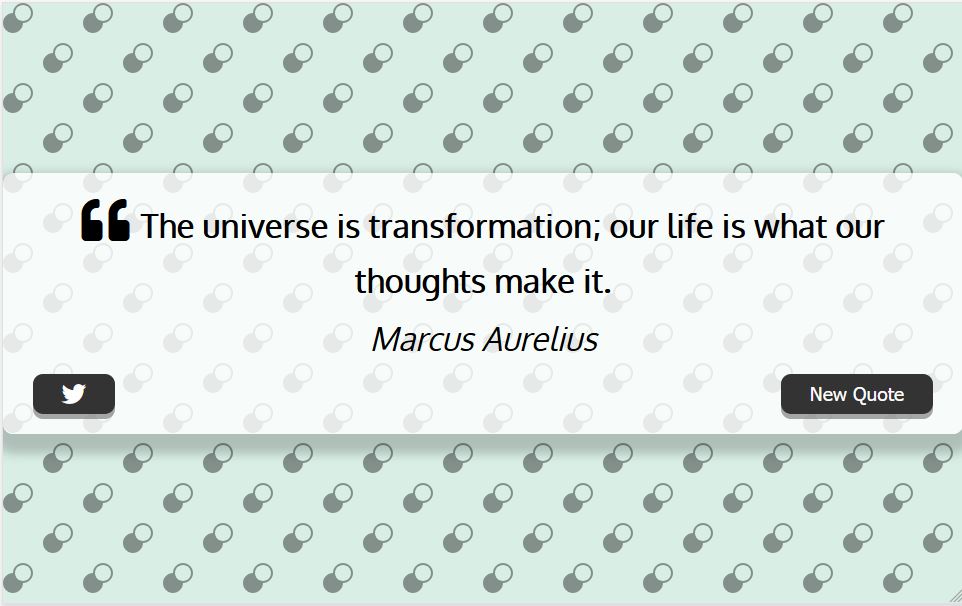 The universe is transformation; our life is what our
thoughts make it.
Marcus Aurelius
New Quote